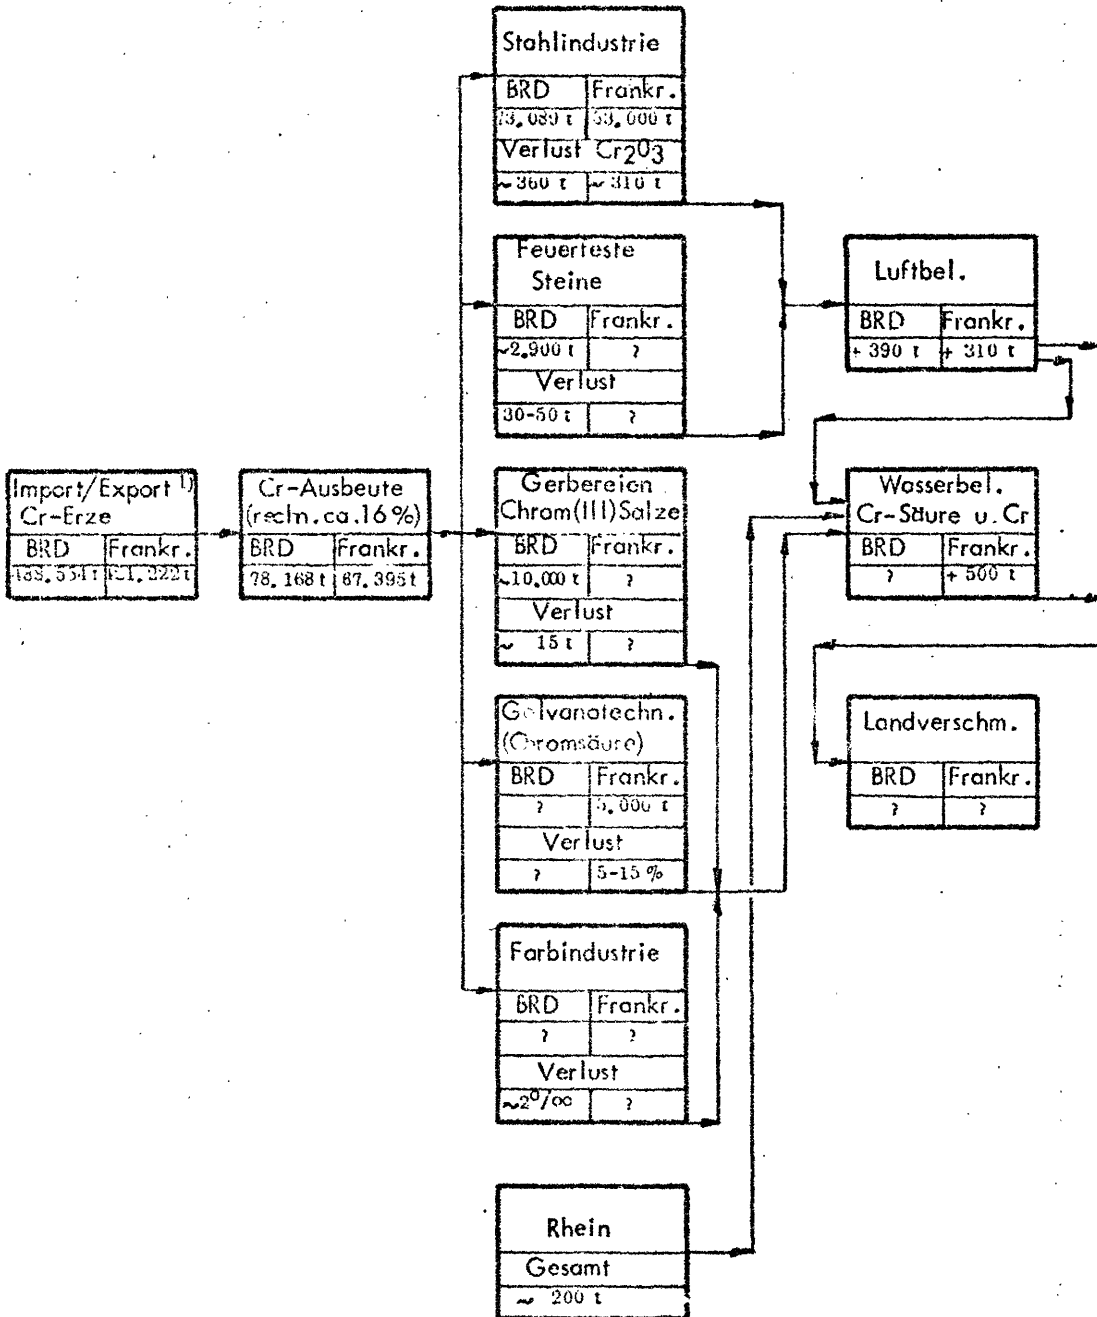 Stahlindustrie
BRD Frankr.
53.000 t
Verlust Cr2O3
~ 360 t ~ 310 t
Feuerfeste
Steine
BRD Frankr.
~2.900 t ?
Verlust
30-50 t ?
Luftbel.
BRD Frankr.
+ 390 t + 310 t
Import/Export 1)
Cr-Erze
BRD Frankr.
Cr-Ausbeute
(rechn. ca. 16 %)
BRD Frankr.
78.168 t 67.395 t
Gerbereien
Chrom(III)Salze
BRD Frankr.
~10.000 t ?
Verlust
~ 15 t ?
Wasserbel.
Cr-Säure u. Cr
BRD Frankr.
? + 500 t
Galvanotechn.
(Chromsäure)
BRD Frankr.
? 5.000 t
Verlust
? 5-15 %
Landverschm.
BRD Frankr.
? ?
Farbindustrie
BRD Frankr.
? ?
Verlust
~2 0/00 ?
Rhein
Gesamt
~ 200 t